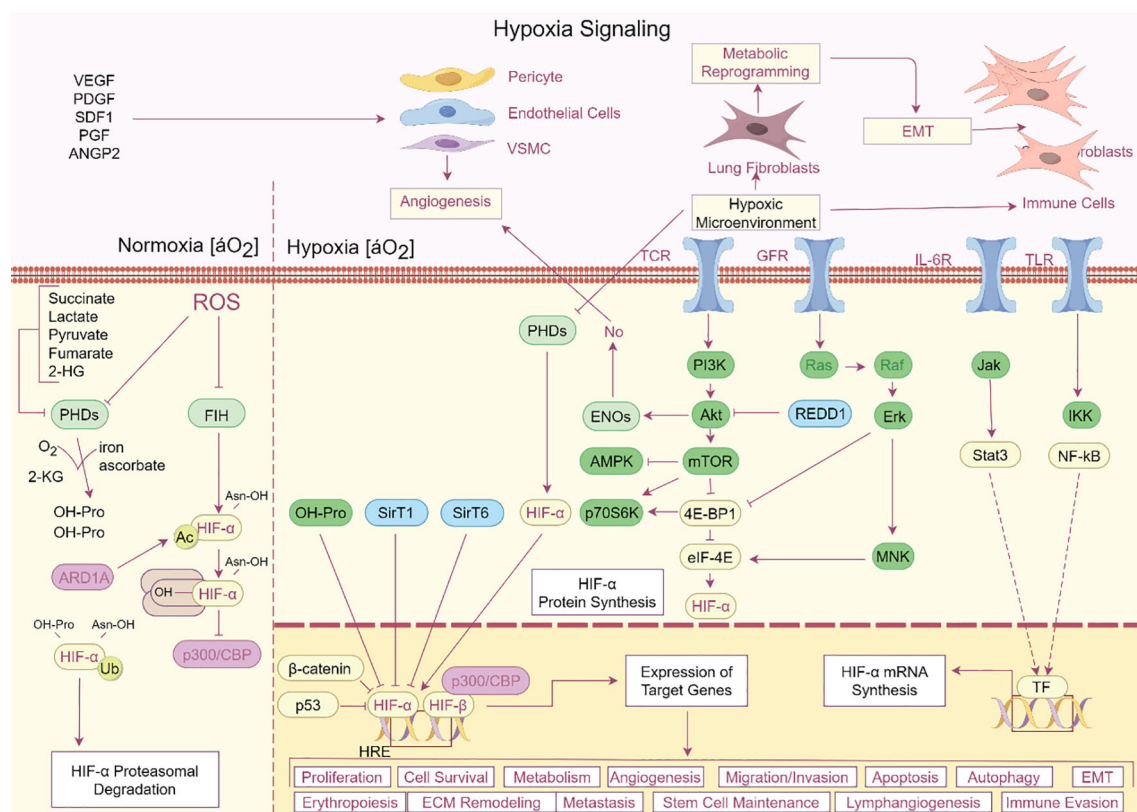 Hypoxia Signaling
VEGF
PDGF
SDF1
PGF
ANGP2
Pericyte
Endothelial Cells
VSMC
Angiogenesis
Metabolic
Reprogramming
EMT
Lung Fibroblasts
Hypoxic
Microenvironment
Immune Cells
Normoxia [áO₂]
Hypoxia [áO₂]
TCR
GFR
IL-6R
TLR
Succinate
Lactate
Pyruvate
Fumarate
2-HG
ROS
PHDs
FIH
O₂
iron
ascorbate
2-KG
OH-Pro
OH-Pro
Asn-OH
HIF-α
Ac
ARD1A
Asn-OH
OH
HIF-α
p300/CBP
OH-Pro
Asn-OH
HIF-α
Ub
HIF-α Proteasomal
Degradation
PHDs
No
PI3K
Ras
Raf
Jak
ENOs
Akt
REDD1
Erk
IKK
AMPK
mTOR
Stat3
NF-kB
OH-Pro
SirT1
SirT6
HIF-α
p70S6K
4E-BP1
eIF-4E
MNK
HIF-α
Protein Synthesis
HIF-α
β-catenin
p53
p300/CBP
HIF-α
HIF-β
HRE
Expression of
Target Genes
HIF-α mRNA
Synthesis
TF
Proliferation
Cell Survival
Metabolism
Angiogenesis
Migration/Invasion
Apoptosis
Autophagy
EMT
Erythropoiesis
ECM Remodeling
Metastasis
Stem Cell Maintenance
Lymphangiogenesis
Immune Evasion